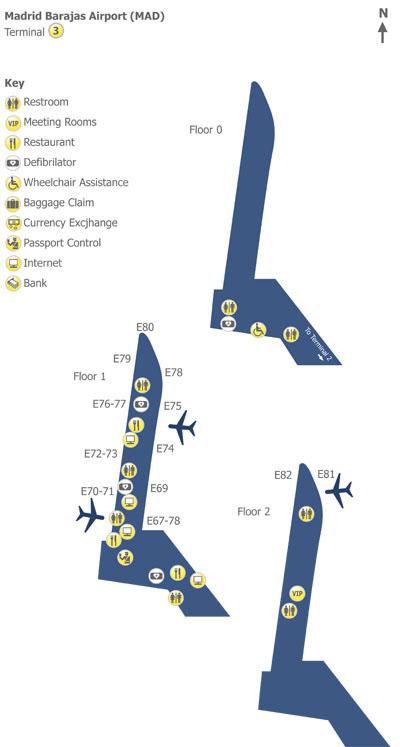 Madrid Barajas Airport (MAD)
Terminal 3
N
Key
Restroom
VIP Meeting Rooms
Restaurant
Defibrilator
Wheelchair Assistance
Baggage Claim
Currency Excjhange
Passport Control
Internet
Bank
Floor 0
To Terminal 2
E80
E79
Floor 1
E78
E76-77
E75
E74
E72-73
E70-71
E69
E67-78
E82
E81
Floor 2
VIP